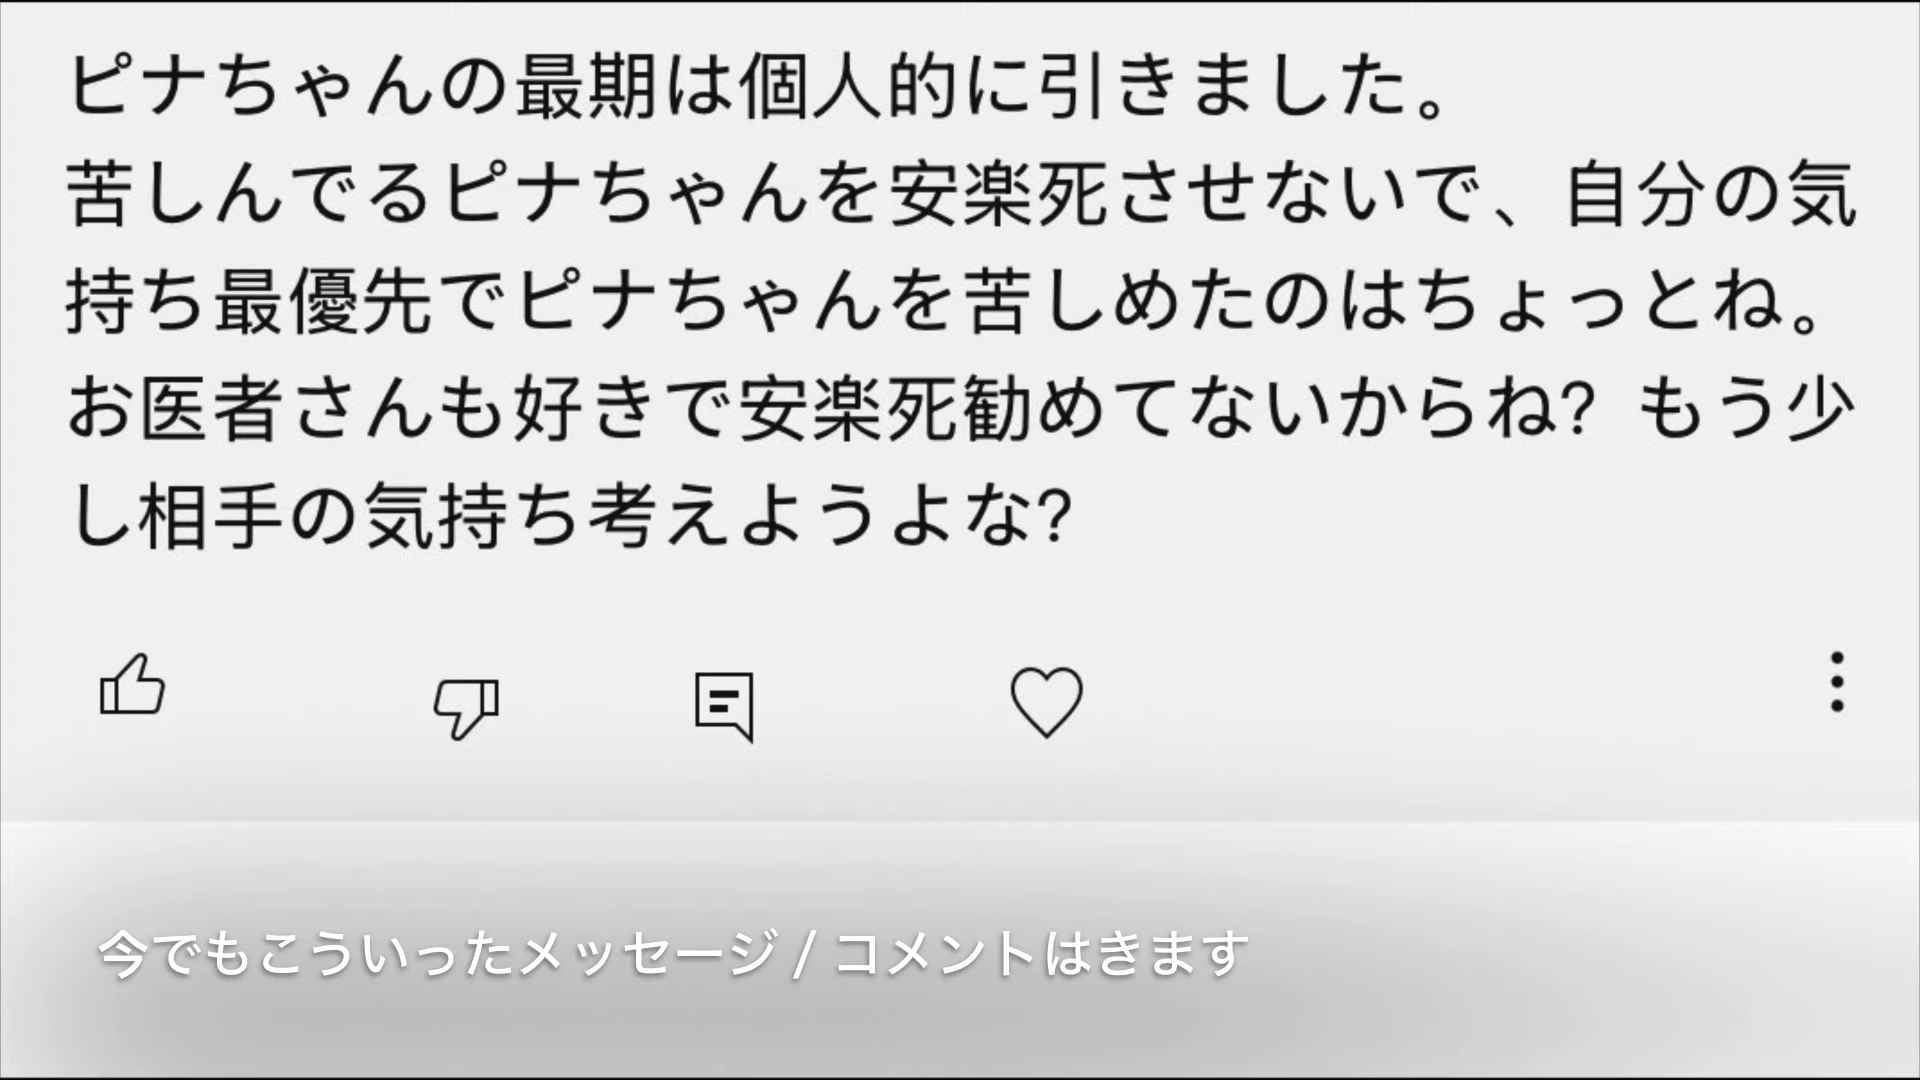 ピナちゃんの最期は個人的に引きました。
苦しんでるピナちゃんを安楽死させないで、自分の気
持ち最優先でピナちゃんを苦しめたのはちょっとね。
お医者さんも好きで安楽死勧めてないからね? もう少
し相手の気持ち考えようよな?
今でもこういったメッセージ / コメントはきます